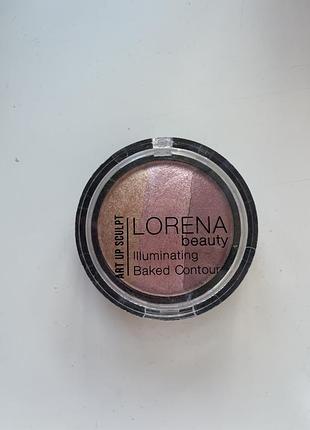 ART UP SCULPT
LORENA
beauty
Illuminating
Baked Contour